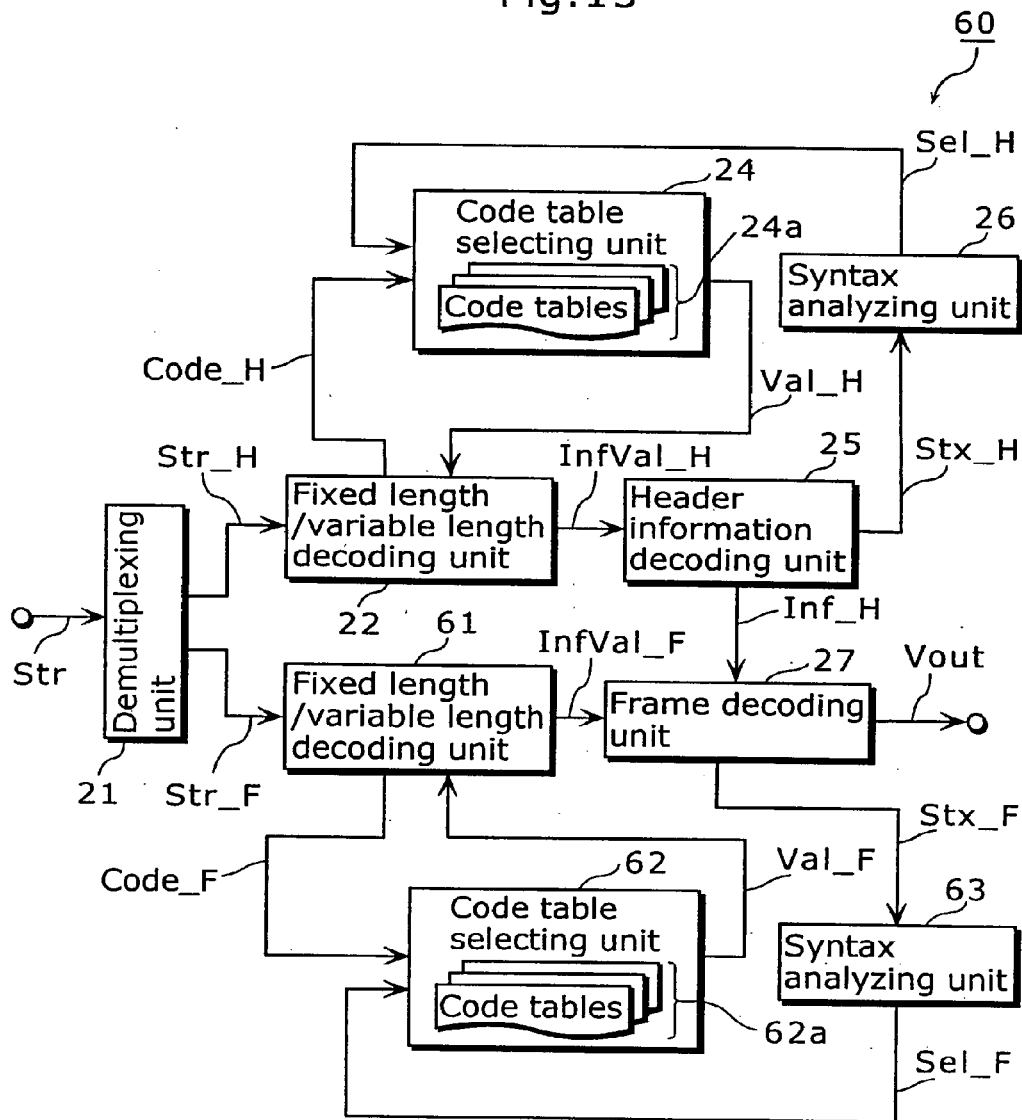 Fig.13
60
Sel_H
24
Code table
selecting unit
Code tables
24a
26
Syntax
analyzing unit
Code_H
Val_H
Str_H
InfVal_H
25
Stx_H
Fixed length
/variable length
decoding unit
Header
information
decoding unit
22
Inf_H
Str
Demultiplexing
unit
21
61
InfVal_F
27
Vout
Fixed length
/variable length
decoding unit
Frame decoding
unit
Str_F
Stx_F
Code_F
62
Val_F
63
Code table
selecting unit
Code tables
62a
Syntax
analyzing unit
Sel_F